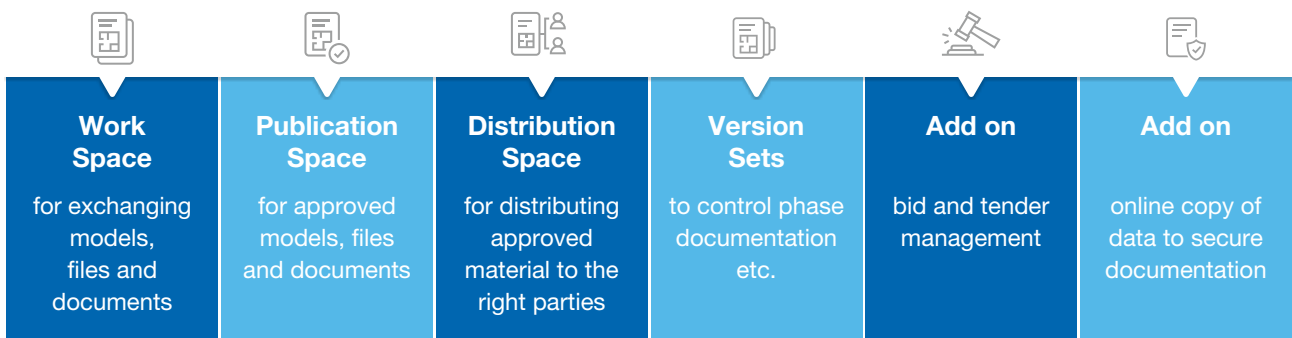 Work
Space
for exchanging
models,
files and
documents
Publication
Space
for approved
models, files
and documents
Distribution
Space
for distributing
approved
material to the
right parties
Version
Sets
to control phase
documentation
etc.
Add on
bid and tender
management
Add on
online copy of
data to secure
documentation